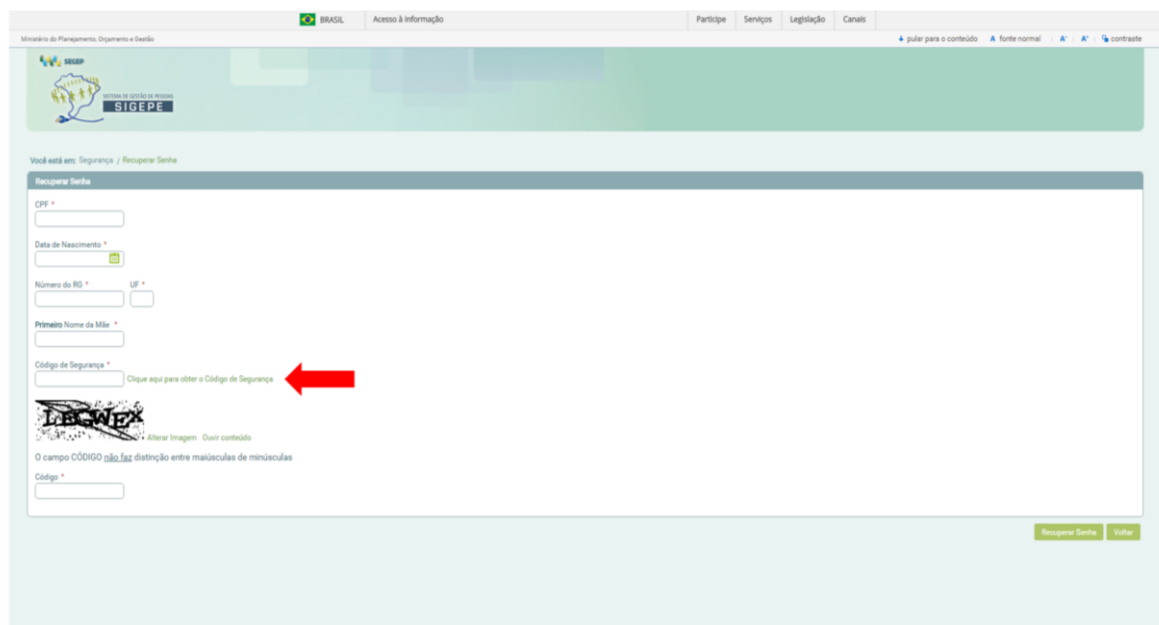 BRASIL Acesso à informação Participe Serviços Legislação Canais
Ministério do Planejamento, Orçamento e Gestão pular para o conteúdo A fonte normal A- A+ contraste
SEGEP
SISTEMA DE GESTÃO DE PESSOAS
SIGEPE
Você está em: Segurança / Recuperar Senha
Recuperar Senha
CPF *
Data de Nascimento *
Número do RG * UF *
Primeiro Nome da Mãe *
Código de Segurança *
Clique aqui para obter o Código de Segurança
Alterar Imagem Ouvir conteúdo
O campo CÓDIGO não faz distinção entre maiúsculas de minúsculas
Código *
Recuperar Senha Voltar